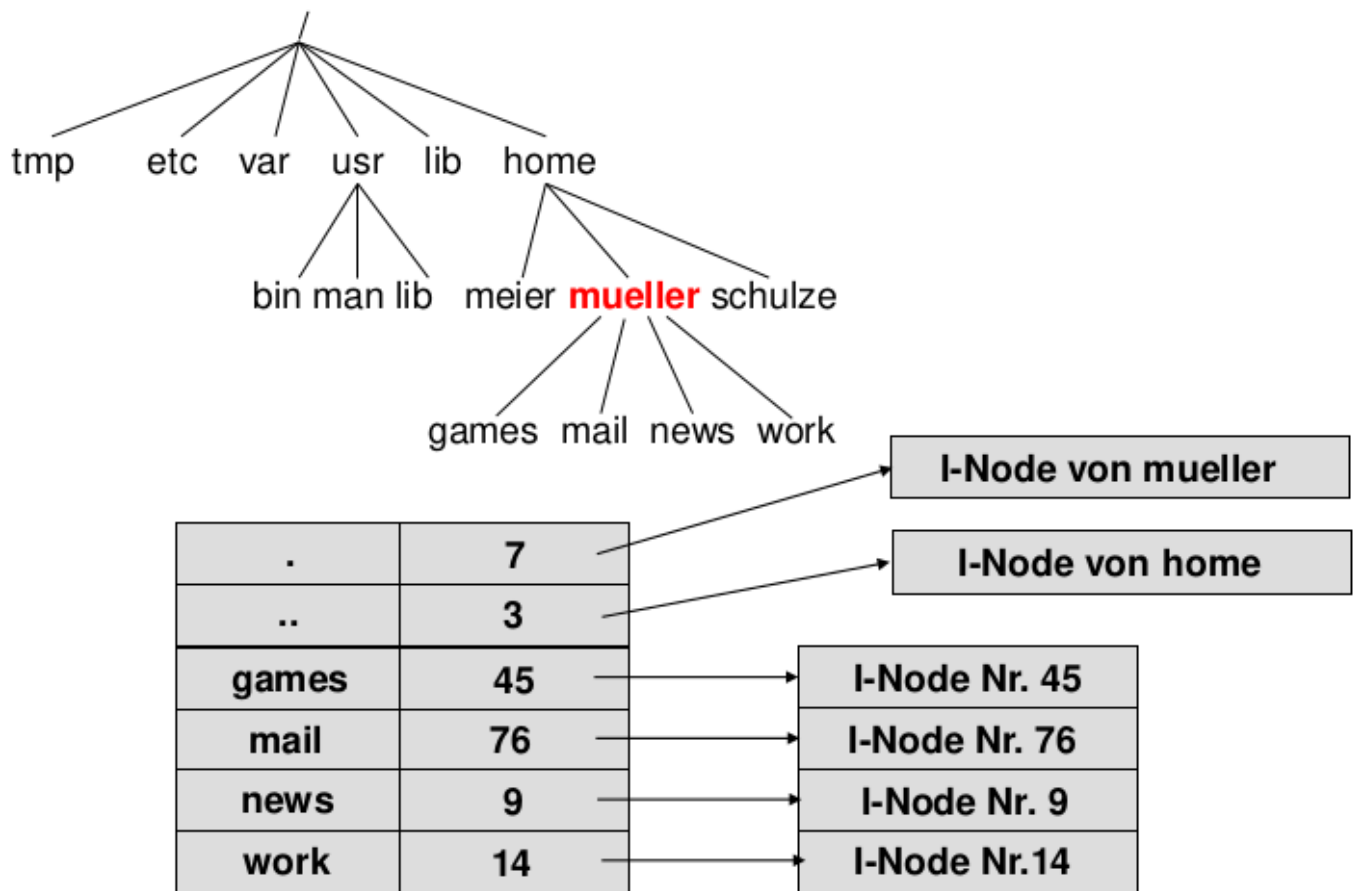 /
tmp etc var usr lib home
bin man lib meier mueller schulze
games mail news work
I-Node von mueller
. 7
I-Node von home
.. 3
games 45 I-Node Nr. 45
mail 76 I-Node Nr. 76
news 9 I-Node Nr. 9
work 14 I-Node Nr.14